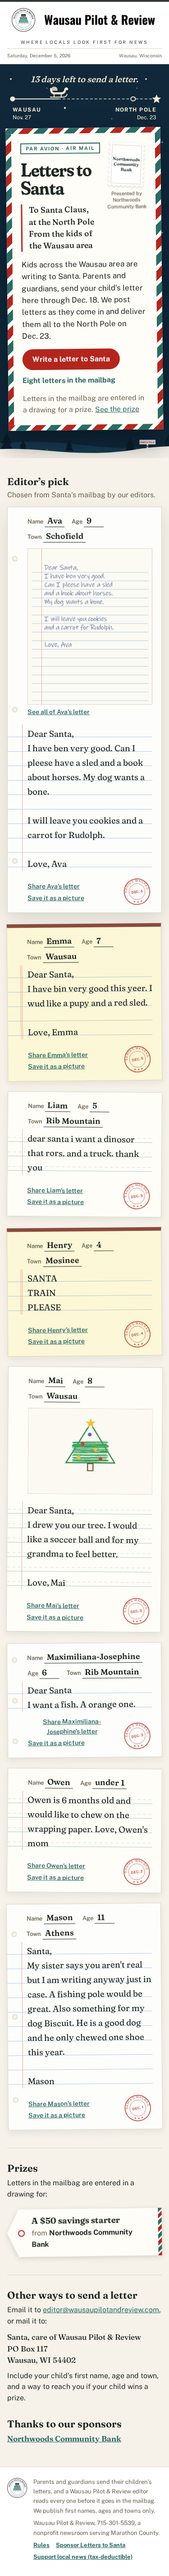 Wausau Pilot & Review
WHERE LOCALS LOOK FIRST FOR NEWS
Saturday, December 5, 2026
Wausau, Wisconsin
13 days left to send a letter.
WAUSAU
Nov. 27
NORTH POLE
Dec. 23
PAR AVION · AIR MAIL
Letters to
Santa
Northwoods
Community
Bank
Presented by
Northwoods
Community Bank
To Santa Claus,
at the North Pole
From the kids of
the Wausau area
Kids across the Wausau area are
writing to Santa. Parents and
guardians, send your child's letter
here through Dec. 18. We post
letters as they come in and deliver
them all to the North Pole on
Dec. 23.
Write a letter to Santa
Eight letters in the mailbag
Letters in the mailbag are entered in
a drawing for a prize. See the prize
Editor's pick
Chosen from Santa's mailbag by our editors.
Name Ava Age 9
Town Schofield
Dear Santa,
I have ben very good.
Can I pleese have a sled
and a book about horses.
My dog wants a bone.
I will leave you cookies
and a carrot for Rudolph.
Love, Ava
See all of Ava's letter
Dear Santa,
I have ben very good. Can I
pleese have a sled and a book
about horses. My dog wants a
bone.
I will leave you cookies and a
carrot for Rudolph.
Love, Ava
Share Ava's letter
Save it as a picture
Name Emma Age 7
Town Wausau
Dear Santa,
I have bin very good this year. I
wud like a pupy and a red sled.
Love, Emma
Share Emma's letter
Save it as a picture
Name Liam Age 5
Town Rib Mountain
dear santa i want a dinosor
that rors. and a truck. thank
you
Share Liam's letter
Save it as a picture
Name Henry Age 4
Town Mosinee
SANTA
TRAIN
PLEASE
Share Henry's letter
Save it as a picture
Name Mai Age 8
Town Wausau
Dear Santa,
I drew you our tree. I would
like a soccer ball and for my
grandma to feel better.
Love, Mai
Share Mai's letter
Save it as a picture
Name Maximiliana-Josephine
Age 6 Town Rib Mountain
Dear Santa
I want a fish. A orange one.
Share Maximiliana-
Josephine's letter
Save it as a picture
Name Owen Age under 1
Town Wausau
Owen is 6 months old and
would like to chew on the
wrapping paper. Love, Owen's
mom
Share Owen's letter
Save it as a picture
Name Mason Age 11
Town Athens
Santa,
My sister says you aren't real
but I am writing anyway just in
case. A fishing pole would be
great. Also something for my
dog Biscuit. He is a good dog
and he only chewed one shoe
this year.
Mason
Share Mason's letter
Save it as a picture
Prizes
Letters in the mailbag are entered in a
drawing for:
A $50 savings starter
from Northwoods Community
Bank
Other ways to send a letter
Email it to editor@wausaupilotandreview.com,
or mail it to:
Santa, care of Wausau Pilot & Review
PO Box 117
Wausau, WI 54402
Include your child's first name, age and town,
and a way to reach you if your child wins a
prize.
Thanks to our sponsors
Northwoods Community Bank
Parents and guardians send their children's
letters, and a Wausau Pilot & Review editor
reads every one before it goes in the mailbag.
We publish first names, ages and towns only.
Wausau Pilot & Review, 715-301-5539, a
nonprofit newsroom serving Marathon County.
Rules Sponsor Letters to Santa
Support local news (tax-deductible)